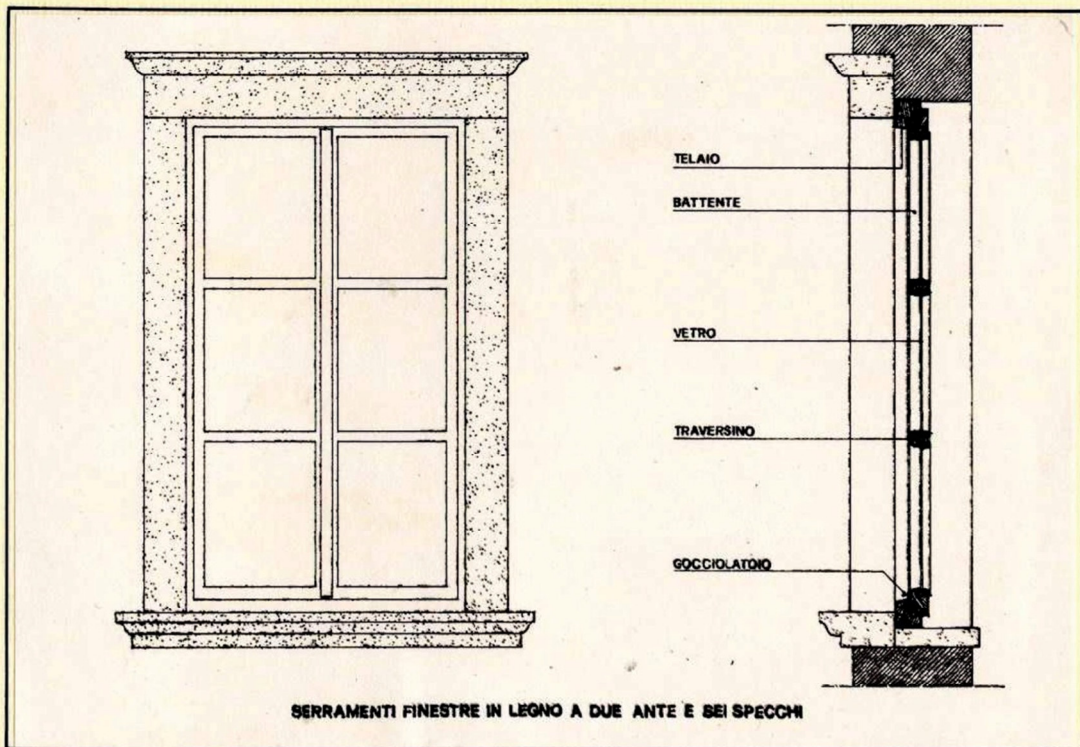 TELAIO
BATTENTE
VETRO
TRAVERSINO
GOCCIOLATOIO
SERRAMENTI FINESTRE IN LEGNO A DUE ANTE E SEI SPECCHI